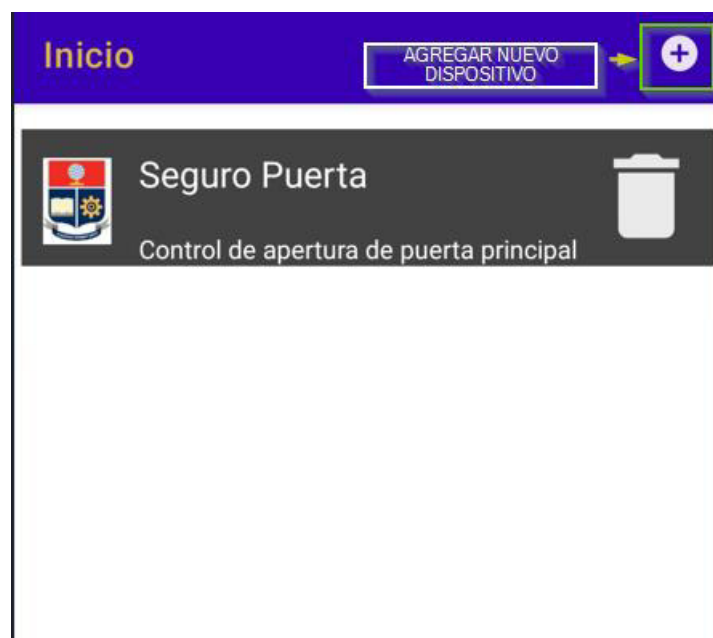 Inicio
AGREGAR NUEVO
DISPOSITIVO
Seguro Puerta
Control de apertura de puerta principal